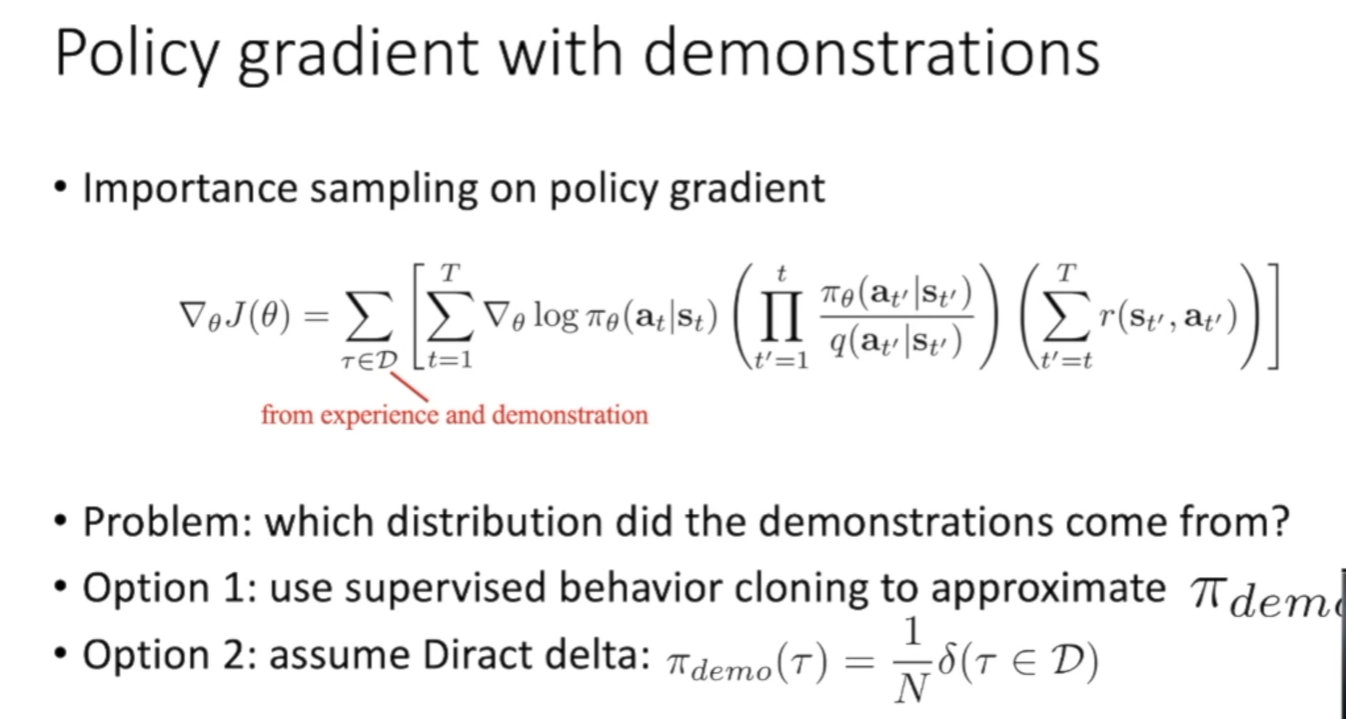 Policy gradient with demonstrations
• Importance sampling on policy gradient
$\nabla_\theta J(\theta) = \sum_{\tau \in \mathcal{D}} \left[ \sum_{t=1}^{T} \nabla_\theta \log \pi_\theta(\mathbf{a}_t|\mathbf{s}_t) \left( \prod_{t'=1}^{t} \frac{\pi_\theta(\mathbf{a}_{t'}|\mathbf{s}_{t'})}{q(\mathbf{a}_{t'}|\mathbf{s}_{t'})} \right) \left( \sum_{t'=t}^{T} r(\mathbf{s}_{t'}, \mathbf{a}_{t'}) \right) \right]$
from experience and demonstration
• Problem: which distribution did the demonstrations come from?
• Option 1: use supervised behavior cloning to approximate $\pi_{dem}$
• Option 2: assume Diract delta: $\pi_{demo}(\tau) = \frac{1}{N} \delta(\tau \in \mathcal{D})$